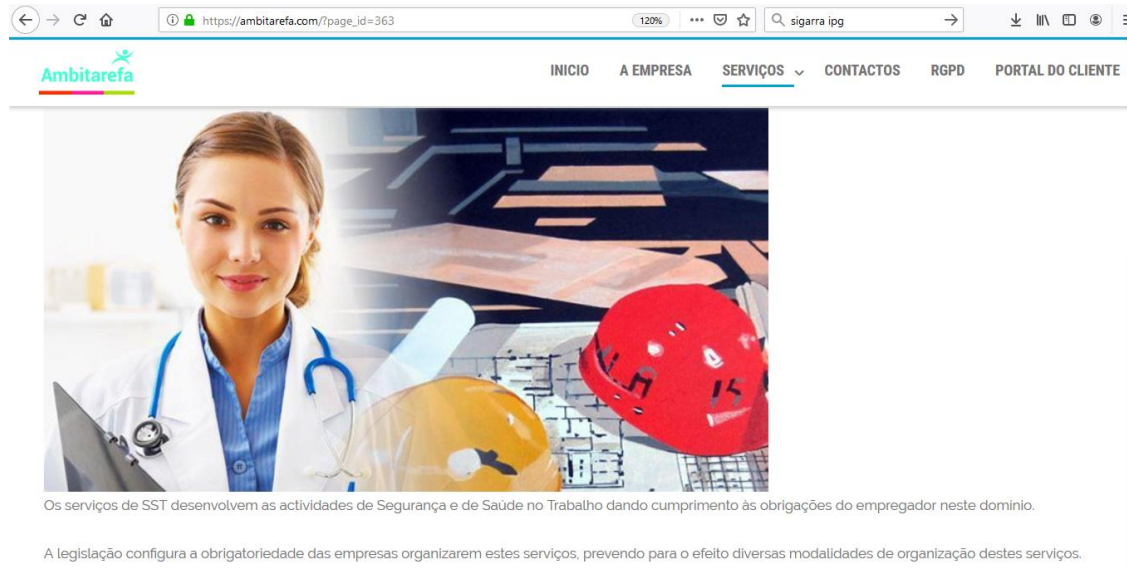 https://ambitarefa.com/?page_id=363
120%
sigarra ipg
Ambitarefa
INICIO A EMPRESA SERVIÇOS CONTACTOS RGPD PORTAL DO CLIENTE
Os serviços de SST desenvolvem as actividades de Segurança e de Saúde no Trabalho dando cumprimento às obrigações do empregador neste domínio.
A legislação configura a obrigatoriedade das empresas organizarem estes serviços, prevendo para o efeito diversas modalidades de organização destes serviços.